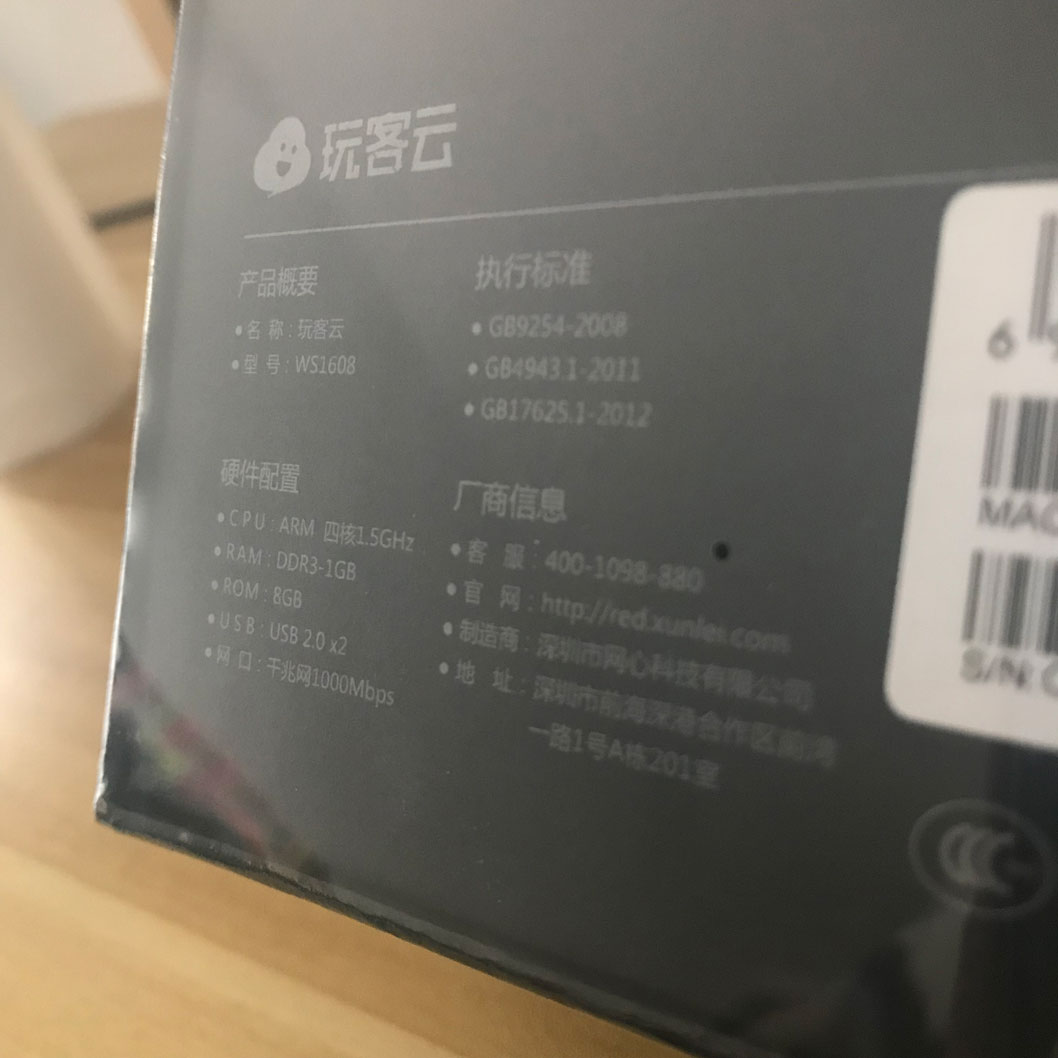 玩客云
产品概要
• 名 称 : 玩客云
• 型 号 : WS1608
执行标准
• GB9254-2008
• GB4943.1-2011
• GB17625.1-2012
硬件配置
• C P U : ARM 四核1.5GHz
• RAM : DDR3-1GB
• ROM : 8GB
• U S B : USB 2.0 x2
• 网 口 : 千兆网1000Mbps
厂商信息
• 客 服 : 400-1098-880
• 官 网 : http://red.xunlei.com
• 制造商 : 深圳市网心科技有限公司
• 地 址 : 深圳市前海深港合作区前湾
一路1号A栋201室
6
MAC
S/N:
CCC